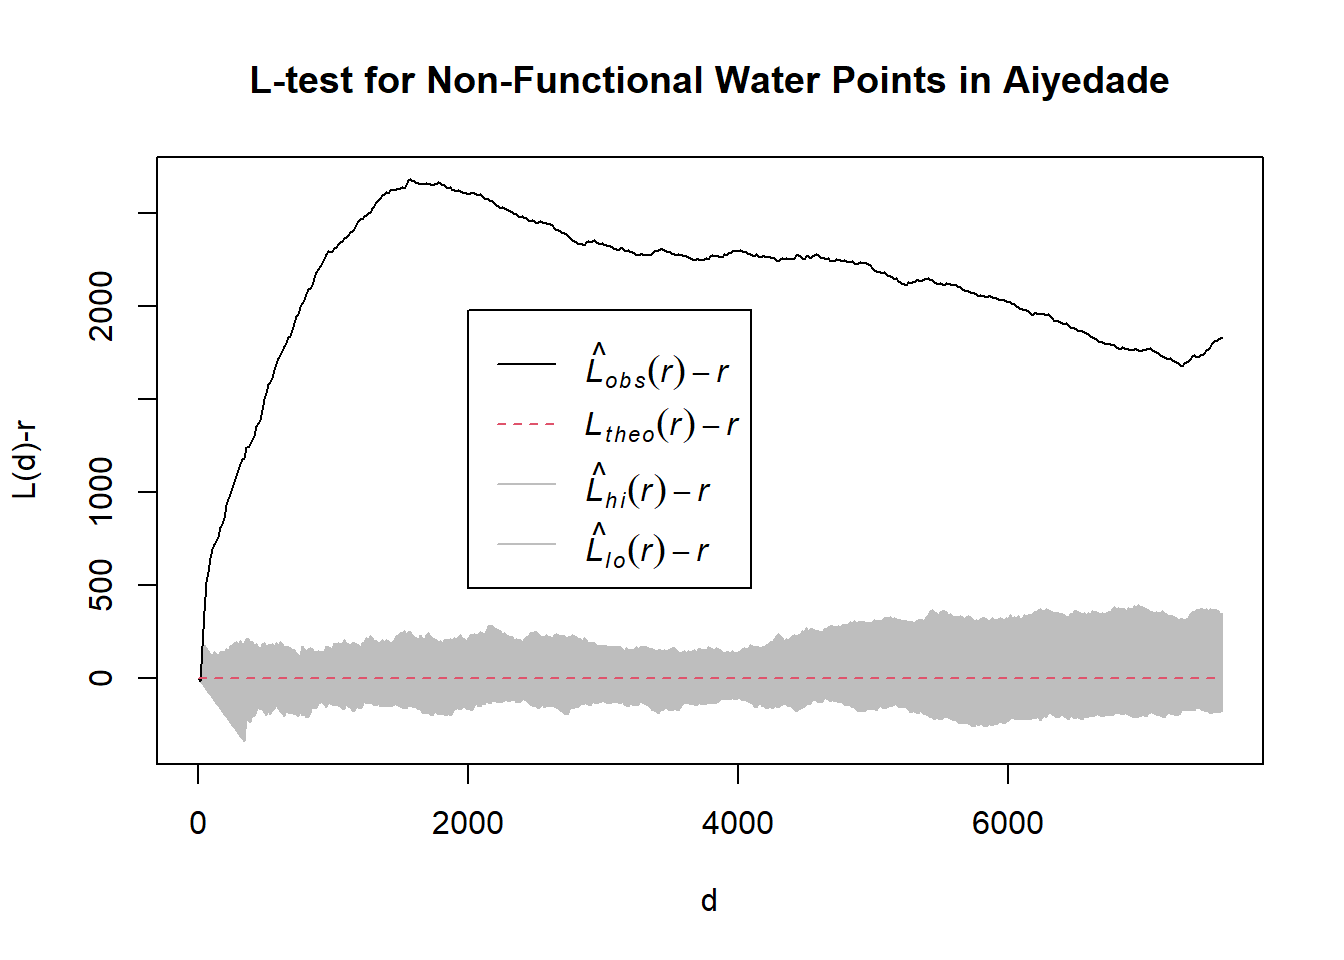 L-test for Non-Functional Water Points in Aiyedade
L(d)-r
2000
1000
500
0
L̂obs(r) – r
Ltheo(r) – r
L̂hi(r) – r
L̂lo(r) – r
0 2000 4000 6000
d